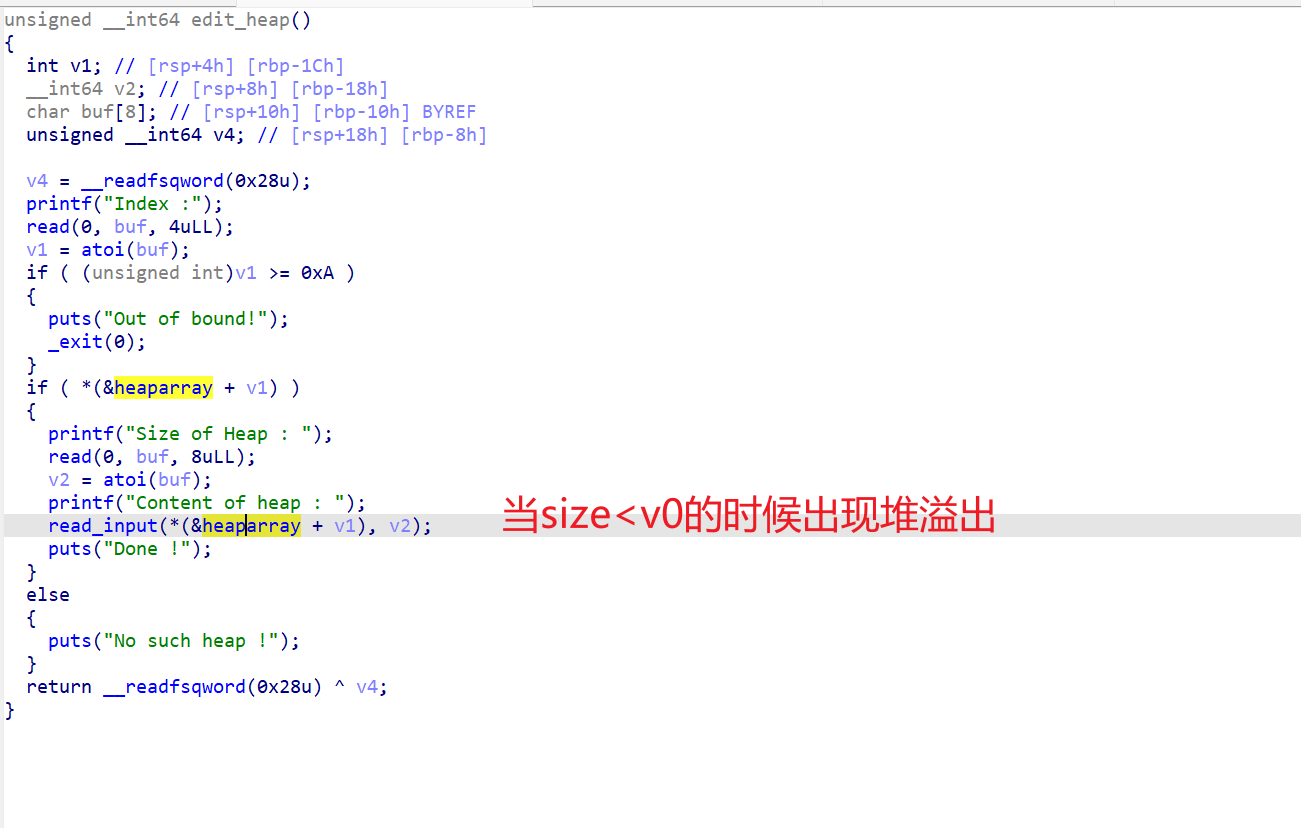 unsigned __int64 edit_heap()
{
  int v1; // [rsp+4h] [rbp-1Ch]
  __int64 v2; // [rsp+8h] [rbp-18h]
  char buf[8]; // [rsp+10h] [rbp-10h] BYREF
  unsigned __int64 v4; // [rsp+18h] [rbp-8h]

  v4 = __readfsqword(0x28u);
  printf("Index :");
  read(0, buf, 4uLL);
  v1 = atoi(buf);
  if ( (unsigned int)v1 >= 0xA )
  {
    puts("Out of bound!");
    _exit(0);
  }
  if ( *(&heaparray + v1) )
  {
    printf("Size of Heap : ");
    read(0, buf, 8uLL);
    v2 = atoi(buf);
    printf("Content of heap : ");
    read_input(*(&heaparray + v1), v2); 当size<v0的时候出现堆溢出
    puts("Done !");
  }
  else
  {
    puts("No such heap !");
  }
  return __readfsqword(0x28u) ^ v4;
}